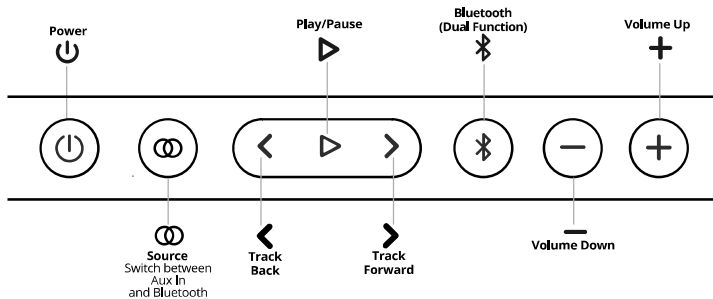 Power
Play/Pause
Bluetooth
(Dual Function)
Volume Up
Source
Switch between
Aux In
and Bluetooth
Track
Back
Track
Forward
Volume Down